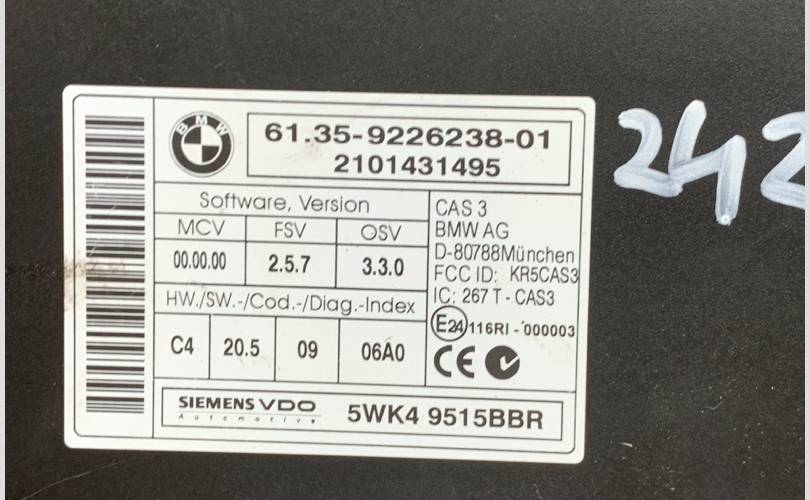 BMW
61.35-9226238-01
2101431495
Software, Version
MCV FSV OSV
00.00.00 2.5.7 3.3.0
HW./SW.-/Cod.-/Diag.-Index
C4 20.5 09 06A0
CAS 3
BMW AG
D-80788München
FCC ID: KR5CAS3
IC: 267 T - CAS3
E24 116RI - 000003
CE
SIEMENS VDO
Automotive
5WK4 9515BBR
242